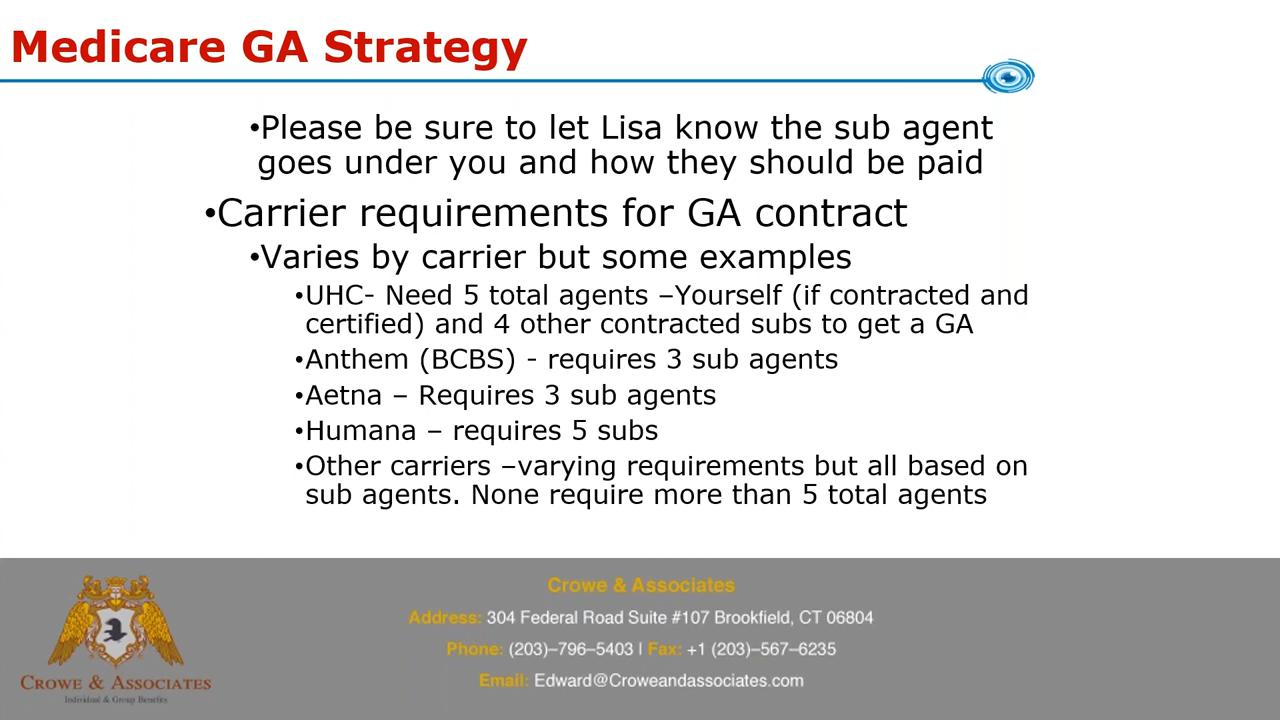 Medicare GA Strategy
•Please be sure to let Lisa know the sub agent
goes under you and how they should be paid
•Carrier requirements for GA contract
•Varies by carrier but some examples
•UHC- Need 5 total agents –Yourself (if contracted and
certified) and 4 other contracted subs to get a GA
•Anthem (BCBS) - requires 3 sub agents
•Aetna – Requires 3 sub agents
•Humana – requires 5 subs
•Other carriers –varying requirements but all based on
sub agents. None require more than 5 total agents
Crowe & Associates
Address: 304 Federal Road Suite #107 Brookfield, CT 06804
Phone: (203)–796–5403 | Fax: +1 (203)–567–6235
Email: Edward@Croweandassociates.com
Crowe & Associates
Individual & Group Benefits